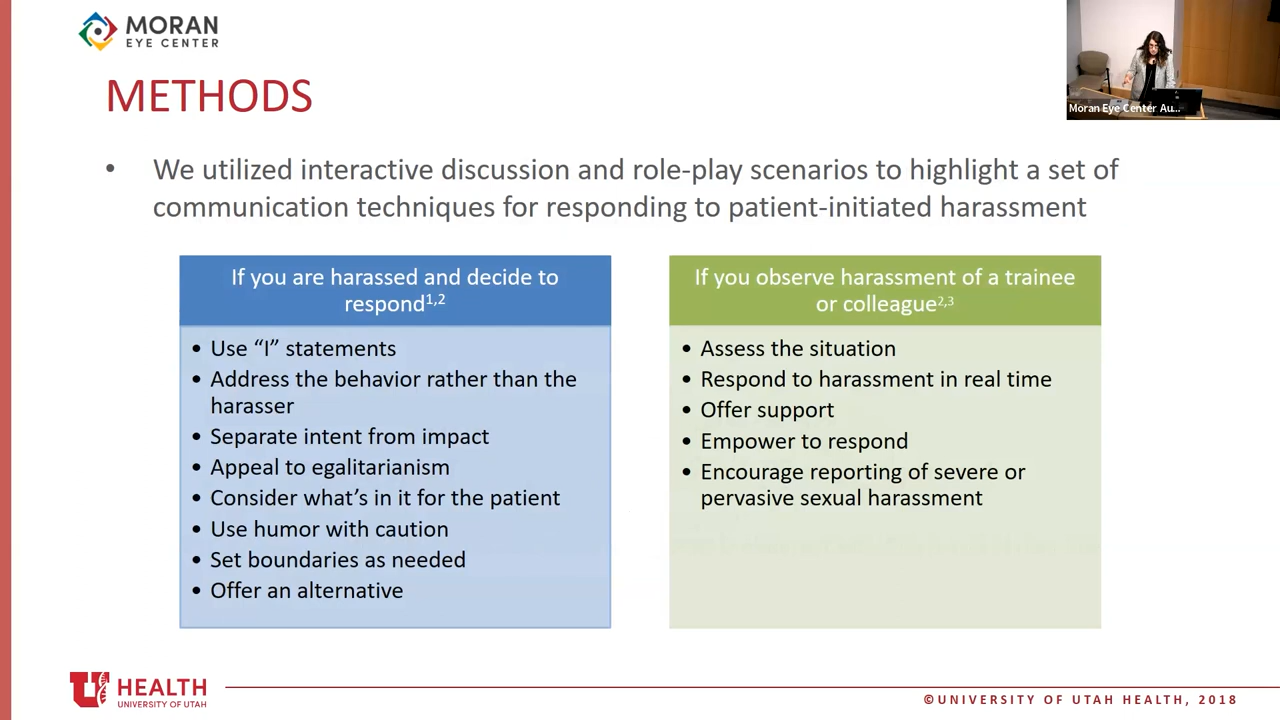 MORAN
EYE CENTER
Moran Eye Center Au...
METHODS
• We utilized interactive discussion and role-play scenarios to highlight a set of
communication techniques for responding to patient-initiated harassment
If you are harassed and decide to
respond1,2
• Use “I” statements
• Address the behavior rather than the
harasser
• Separate intent from impact
• Appeal to egalitarianism
• Consider what’s in it for the patient
• Use humor with caution
• Set boundaries as needed
• Offer an alternative
If you observe harassment of a trainee
or colleague2,3
• Assess the situation
• Respond to harassment in real time
• Offer support
• Empower to respond
• Encourage reporting of severe or
pervasive sexual harassment
U HEALTH
UNIVERSITY OF UTAH
©UNIVERSITY OF UTAH HEALTH, 2018